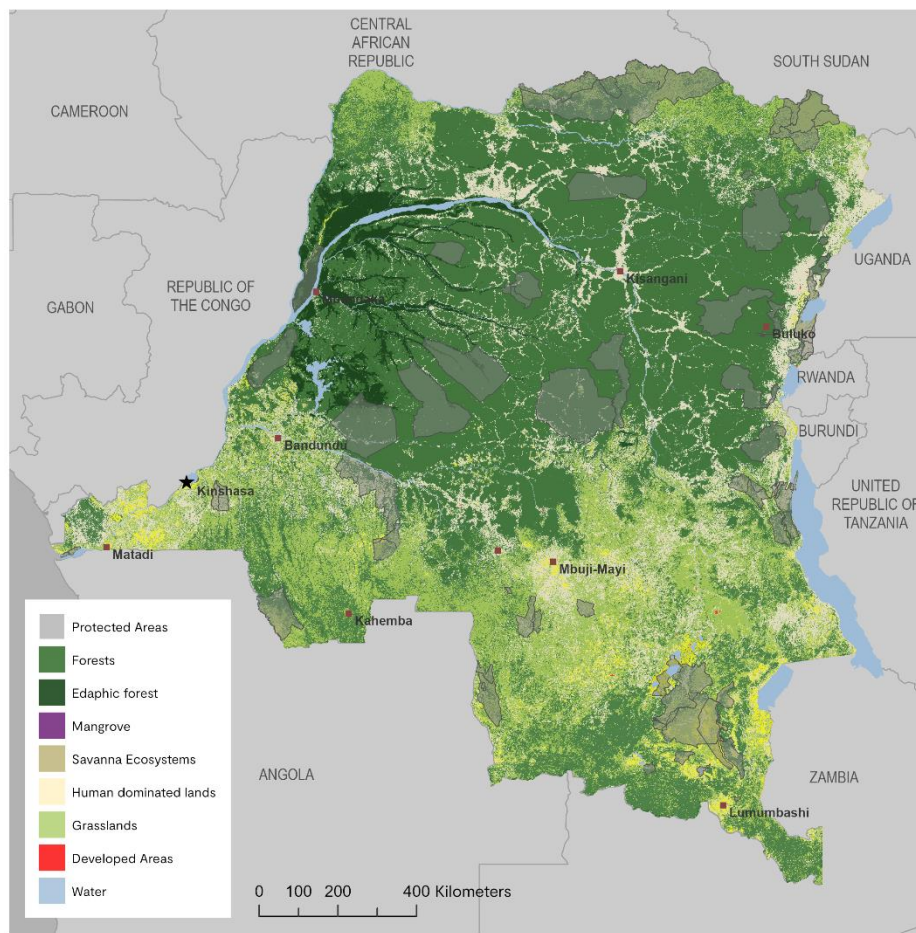 CENTRAL
AFRICAN
REPUBLIC
SOUTH SUDAN
CAMEROON
UGANDA
REPUBLIC OF
THE CONGO
GABON
Kisangani
Buluko
RWANDA
BURUNDI
Bandundu
Kinshasa
UNITED
REPUBLIC OF
TANZANIA
Matadi
Mbuji-Mayi
Kahemba
ANGOLA
ZAMBIA
Lumumbashi
Protected Areas
Forests
Edaphic forest
Mangrove
Savanna Ecosystems
Human dominated lands
Grasslands
Developed Areas
Water
0 100 200 400 Kilometers